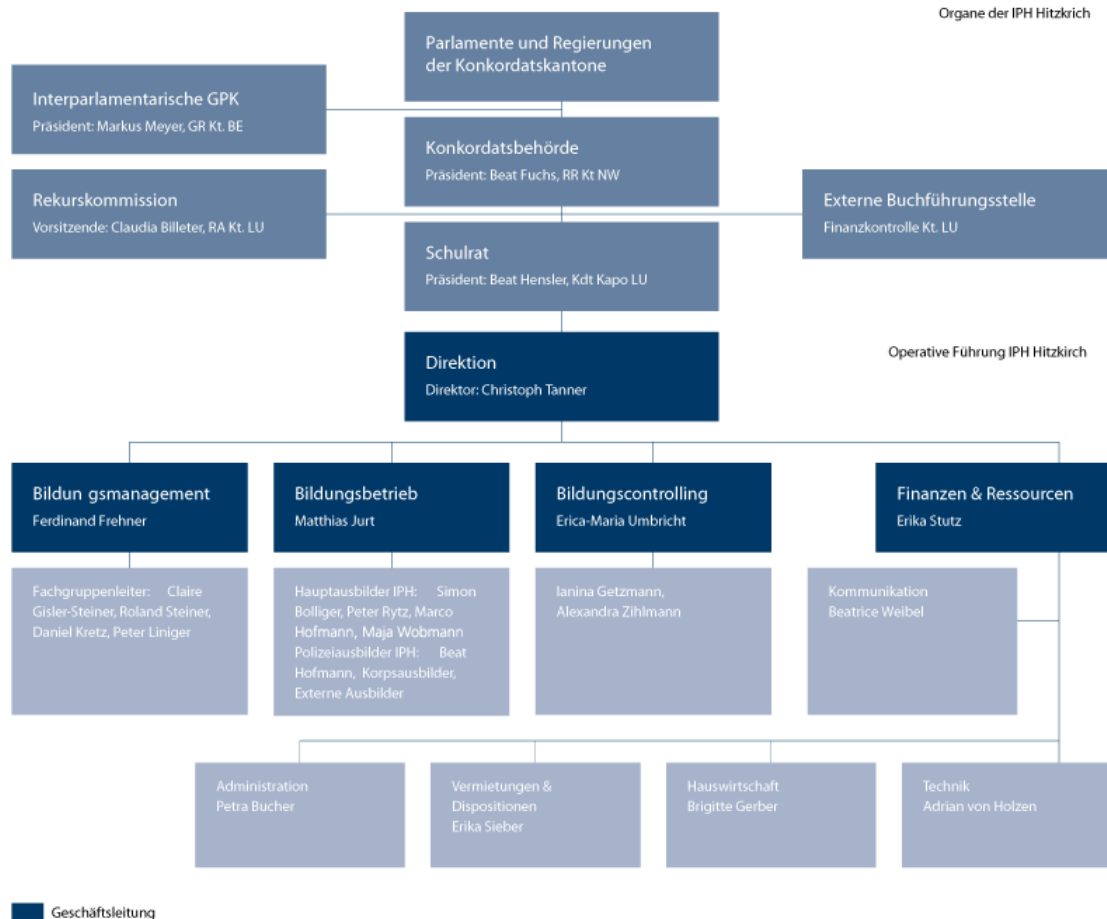 Organe der IPH Hitzkrich
Parlamente und Regierungen
der Konkordatskantone
Interparlamentarische GPK
Präsident: Markus Meyer, GR Kt. BE
Konkordatsbehörde
Präsident: Beat Fuchs, RR Kt NW
Rekurskommission
Vorsitzende: Claudia Billeter, RA Kt. LU
Externe Buchführungsstelle
Finanzkontrolle Kt. LU
Schulrat
Präsident: Beat Hensler, Kdt Kapo LU
Operative Führung IPH Hitzkirch
Direktion
Direktor: Christoph Tanner
Bildun gsmanagement
Ferdinand Frehner
Bildungsbetrieb
Matthias Jurt
Bildungscontrolling
Erica-Maria Umbricht
Finanzen & Ressourcen
Erika Stutz
Fachgruppenleiter: Claire
Gisler-Steiner, Roland Steiner,
Daniel Kretz, Peter Liniger
Hauptausbilder IPH: Simon
Bolliger, Peter Rytz, Marco
Hofmann, Maja Wobmann
Polizeiausbilder IPH: Beat
Hofmann, Korpsausbilder,
Externe Ausbilder
Ianina Getzmann,
Alexandra Zihlmann
Kommunikation
Beatrice Weibel
Administration
Petra Bucher
Vermietungen &
Dispositionen
Erika Sieber
Hauswirtschaft
Brigitte Gerber
Technik
Adrian von Holzen
Geschäftsleitung